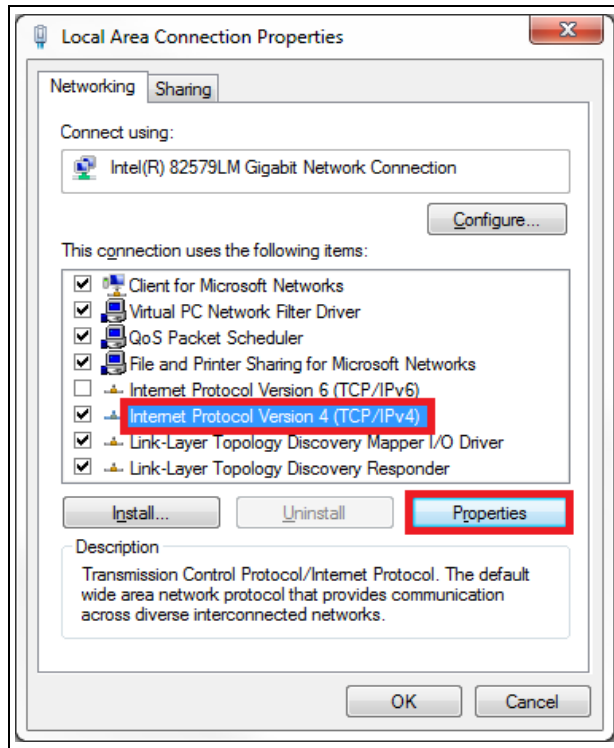 Local Area Connection Properties
Networking
Sharing
Connect using:
Intel(R) 82579LM Gigabit Network Connection
Configure...
This connection uses the following items:
Client for Microsoft Networks
Virtual PC Network Filter Driver
QoS Packet Scheduler
File and Printer Sharing for Microsoft Networks
Internet Protocol Version 6 (TCP/IPv6)
Internet Protocol Version 4 (TCP/IPv4)
Link-Layer Topology Discovery Mapper I/O Driver
Link-Layer Topology Discovery Responder
Install...
Uninstall
Properties
Description
Transmission Control Protocol/Internet Protocol. The default
wide area network protocol that provides communication
across diverse interconnected networks.
OK
Cancel